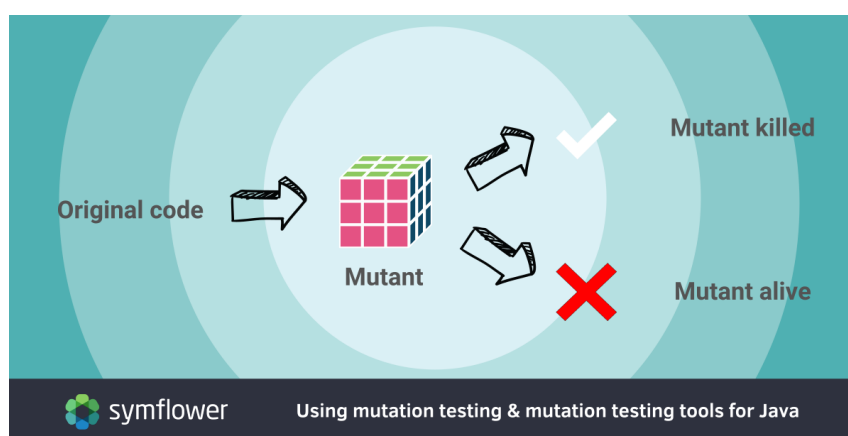 Original code
Mutant
Mutant killed
Mutant alive
symflower
Using mutation testing & mutation testing tools for Java